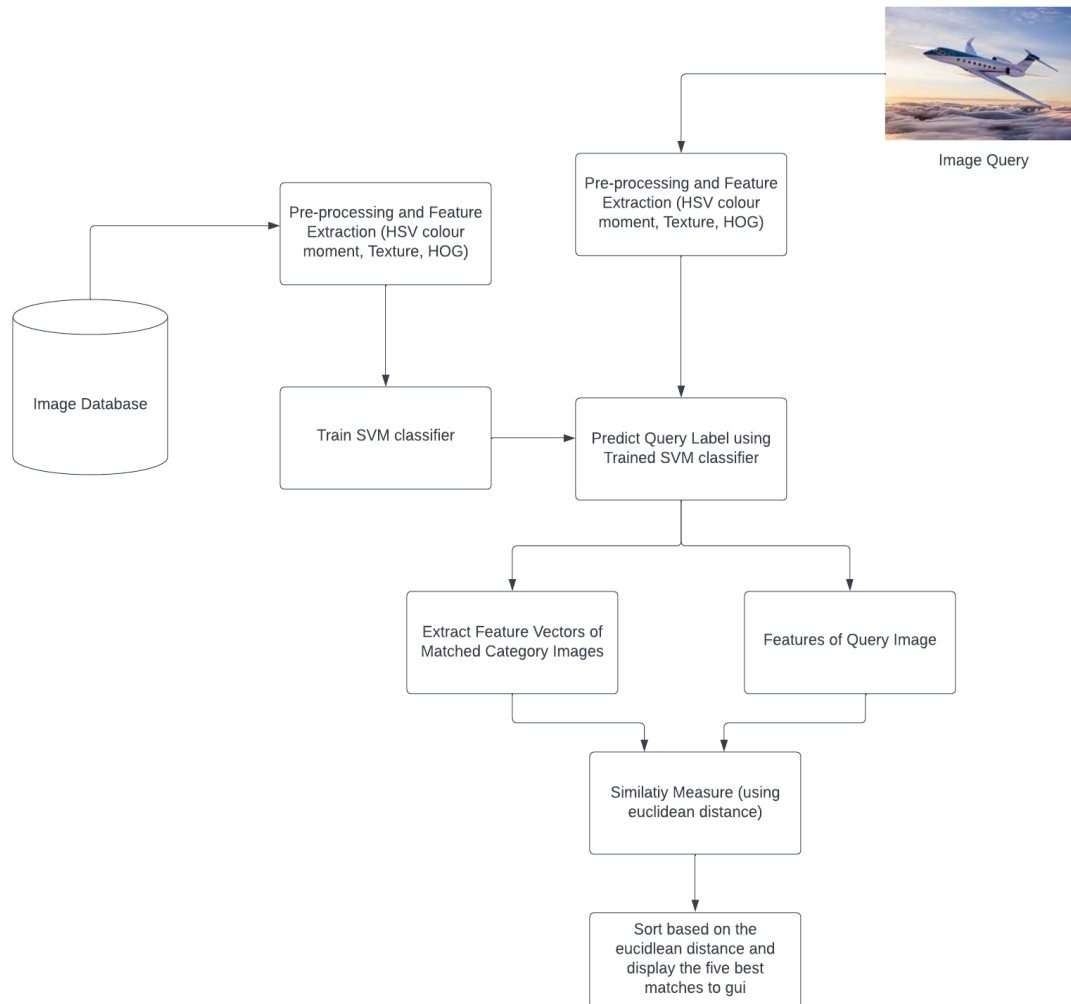 Image Query
Pre-processing and Feature
Extraction (HSV colour
moment, Texture, HOG)
Pre-processing and Feature
Extraction (HSV colour
moment, Texture, HOG)
Image Database
Train SVM classifier
Predict Query Label using
Trained SVM classifier
Extract Feature Vectors of
Matched Category Images
Features of Query Image
Similatiy Measure (using
euclidean distance)
Sort based on the
eucidlean distance and
display the five best
matches to gui